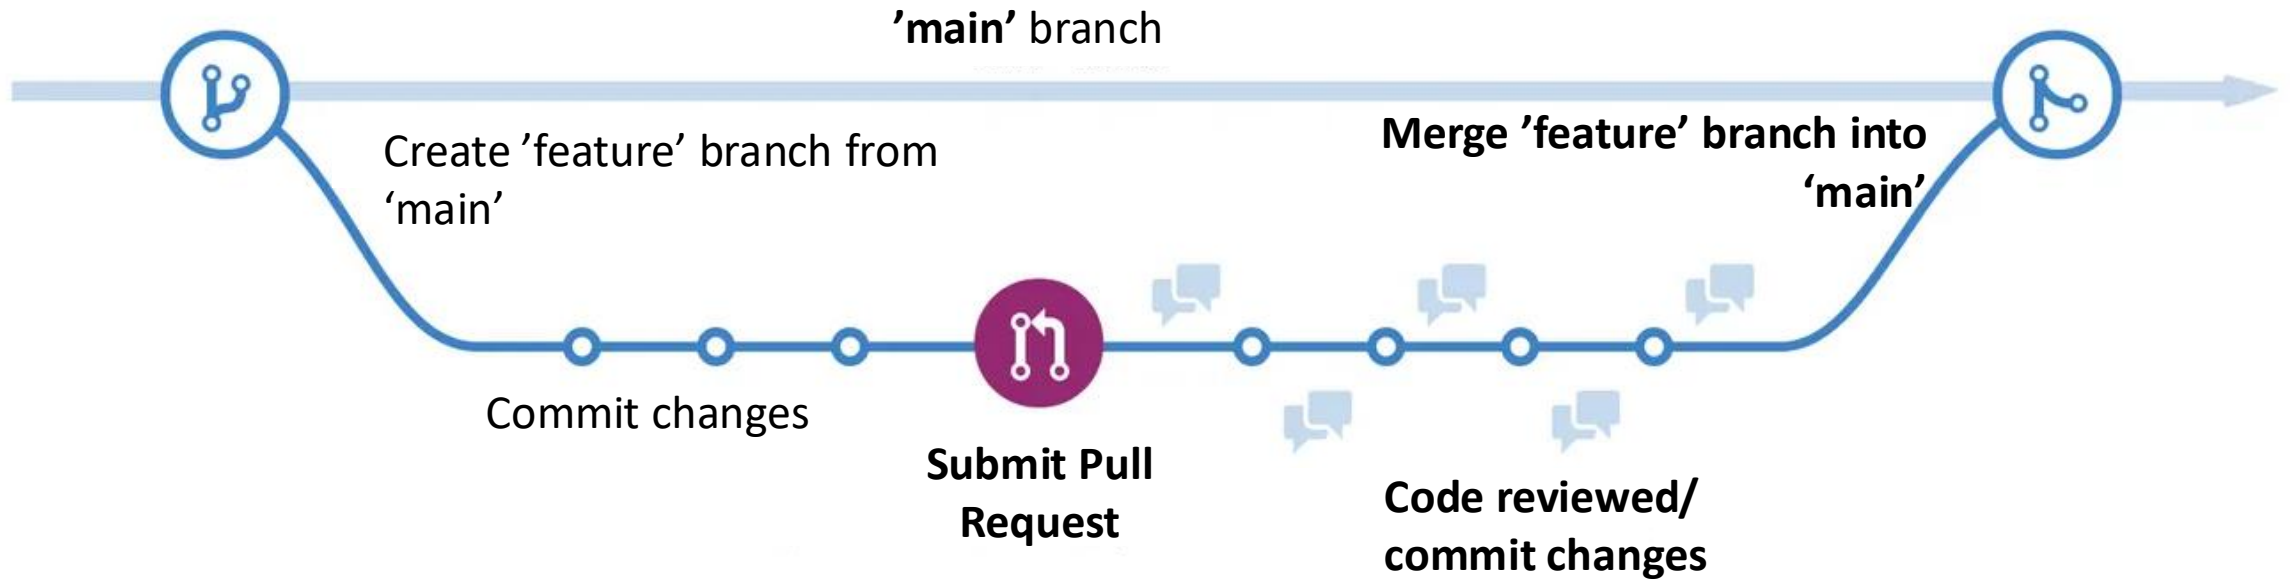 ’main’ branch
Create ’feature’ branch from
‘main’
Merge ’feature’ branch into
‘main’
Commit changes
Submit Pull
Request
Code reviewed/
commit changes